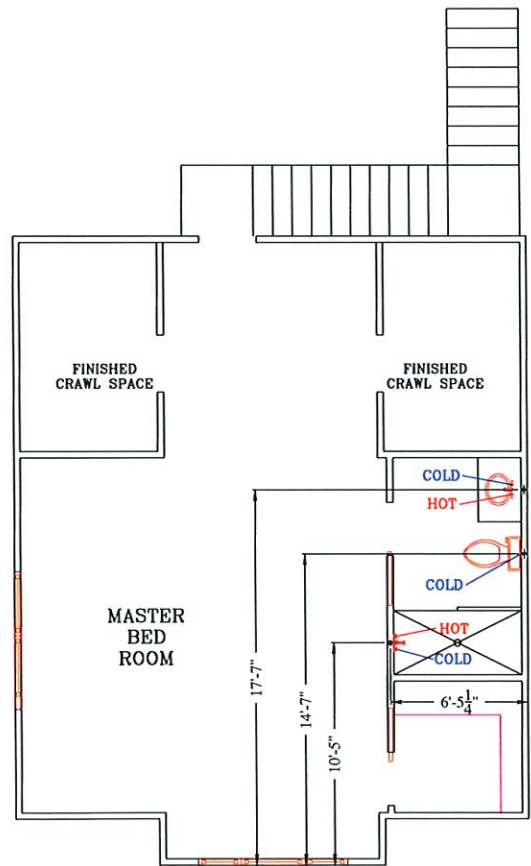 FINISHED
CRAWL SPACE
FINISHED
CRAWL SPACE
COLD
HOT
COLD
MASTER
BED
ROOM
HOT
COLD
17'-7"
14'-7"
10'-5"
6'-5 1/4"